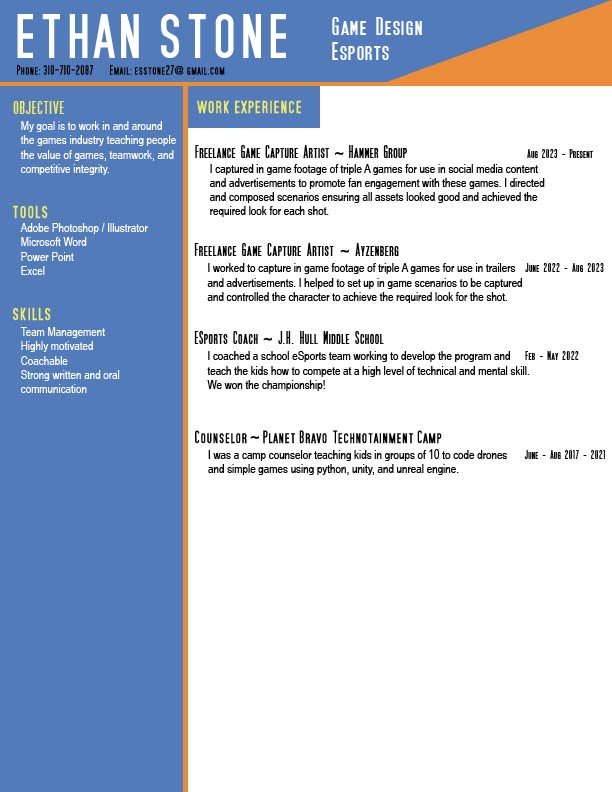 ETHAN STONE
Game Design
Esports
Phone: 310-710-2087 Email: esstone27@gmail.com
OBJECTIVE
My goal is to work in and around
the games industry teaching people
the value of games, teamwork, and
competitive integrity.
TOOLS
Adobe Photoshop / Illustrator
Microsoft Word
Power Point
Excel
SKILLS
Team Management
Highly motivated
Coachable
Strong written and oral
communication
WORK EXPERIENCE
Freelance Game Capture Artist ~ Hammer Group
Aug 2023 - Present
I captured in game footage of triple A games for use in social media content
and advertisements to promote fan engagement with these games. I directed
and composed scenarios ensuring all assets looked good and achieved the
required look for each shot.
Freelance Game Capture Artist ~ Ayzenberg
I worked to capture in game footage of triple A games for use in trailers June 2022 - Aug 2023
and advertisements. I helped to set up in game scenarios to be captured
and controlled the character to achieve the required look for the shot.
ESports Coach ~ J.H. Hull Middle School
I coached a school eSports team working to develop the program and Feb - May 2022
teach the kids how to compete at a high level of technical and mental skill.
We won the championship!
Counselor ~ Planet Bravo Technotainment Camp
I was a camp counselor teaching kids in groups of 10 to code drones June - Aug 2017 - 2021
and simple games using python, unity, and unreal engine.